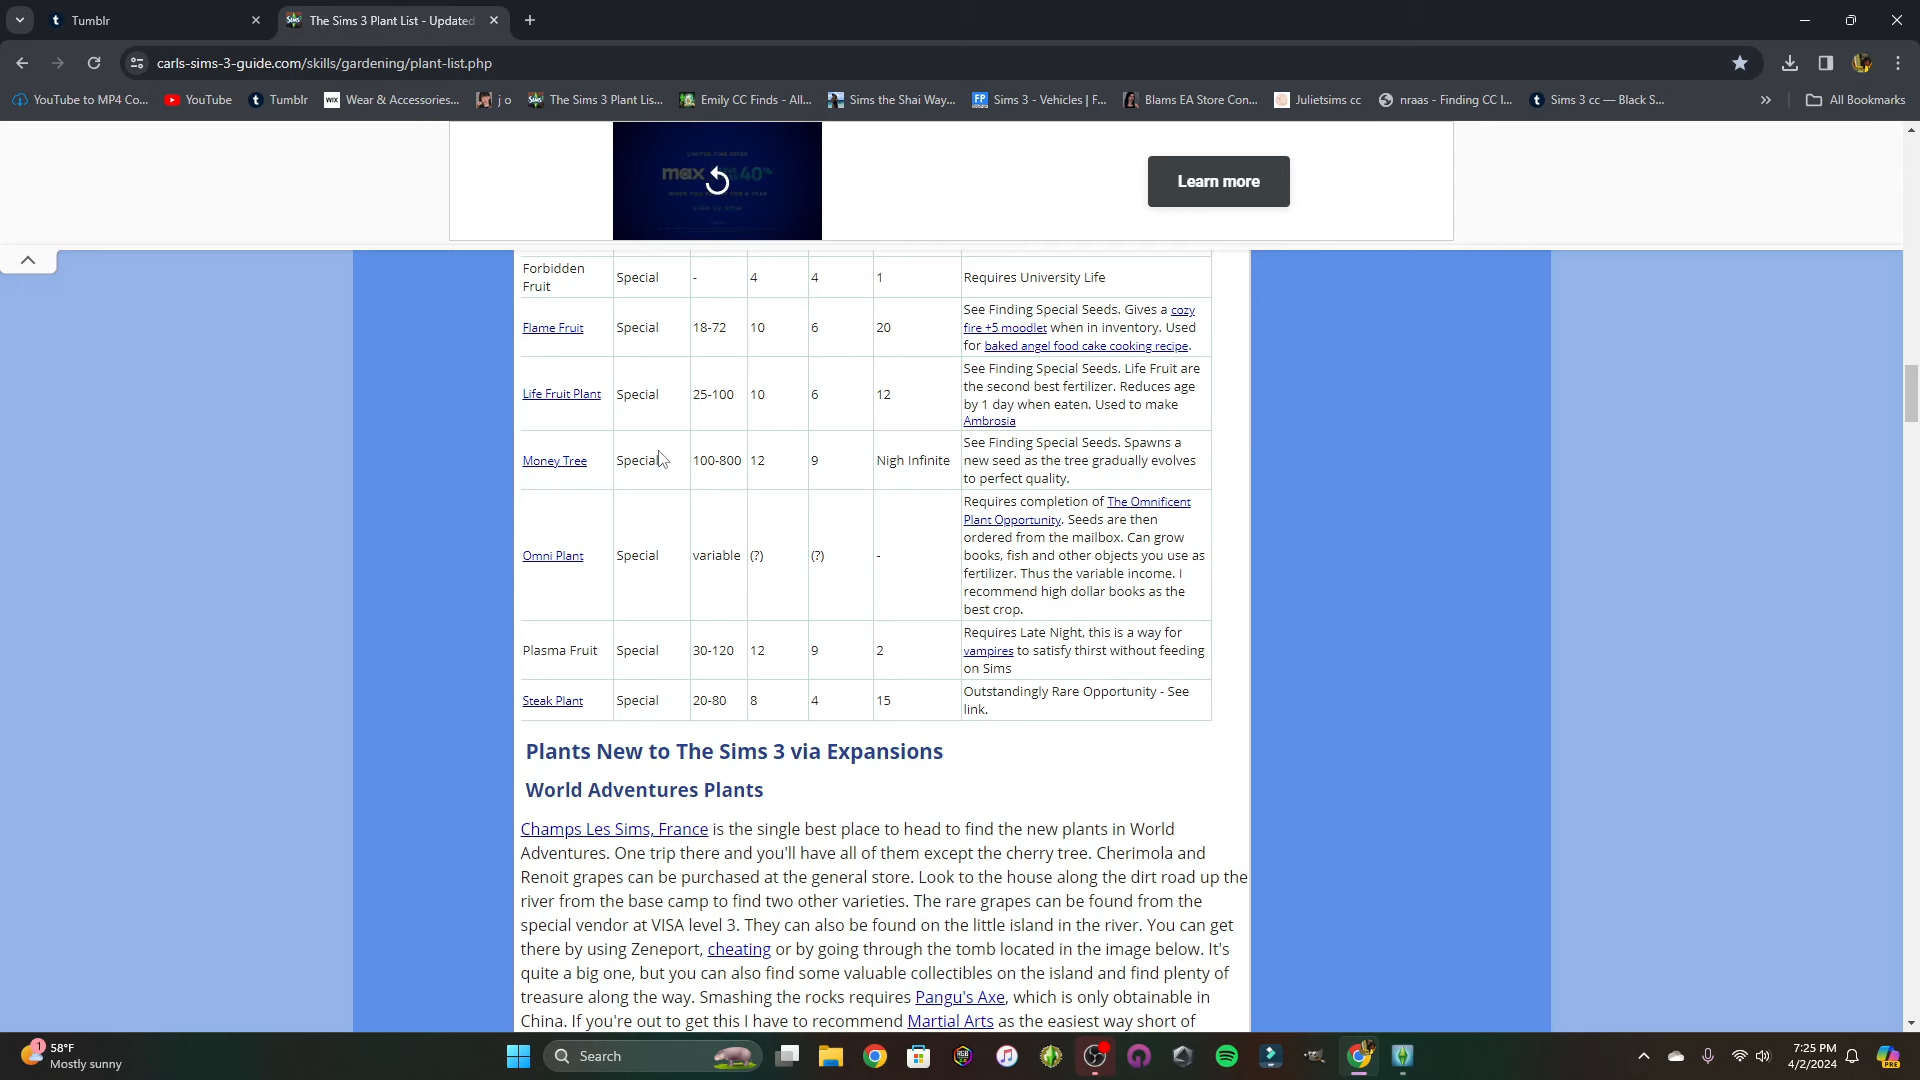 Tumblr
The Sims 3 Plant List - Updated
carls-sims-3-guide.com/skills/gardening/plant-list.php
YouTube to MP4 Co...
YouTube
Tumblr
WIX Wear & Accessories...
j o
The Sims 3 Plant Lis...
Emily CC Finds - All...
Sims the Shai Way...
FP Sims 3 - Vehicles | F...
Blams EA Store Con...
Julietsims cc
nraas - Finding CC I...
Sims 3 cc — Black S...
All Bookmarks
LIMITED-TIME OFFER
max 40%
Learn more
Forbidden
Fruit
Special - 4 4 1 Requires University Life
Flame Fruit Special 18-72 10 6 20
See Finding Special Seeds. Gives a cozy
fire +5 moodlet when in inventory. Used
for baked angel food cake cooking recipe.
Life Fruit Plant Special 25-100 10 6 12
See Finding Special Seeds. Life Fruit are
the second best fertilizer. Reduces age
by 1 day when eaten. Used to make
Ambrosia
Money Tree Special 100-800 12 9 Nigh Infinite
See Finding Special Seeds. Spawns a
new seed as the tree gradually evolves
to perfect quality.
Omni Plant Special variable (?) (?) -
Requires completion of The Omnificent
Plant Opportunity. Seeds are then
ordered from the mailbox. Can grow
books, fish and other objects you use as
fertilizer. Thus the variable income. I
recommend high dollar books as the
best crop.
Plasma Fruit Special 30-120 12 9 2
Requires Late Night, this is a way for
vampires to satisfy thirst without feeding
on Sims
Steak Plant Special 20-80 8 4 15
Outstandingly Rare Opportunity - See
link.
Plants New to The Sims 3 via Expansions
World Adventures Plants
Champs Les Sims, France is the single best place to head to find the new plants in World
Adventures. One trip there and you'll have all of them except the cherry tree. Cherimola and
Renoit grapes can be purchased at the general store. Look to the house along the dirt road up the
river from the base camp to find two other varieties. The rare grapes can be found from the
special vendor at VISA level 3. They can also be found on the little island in the river. You can get
there by using Zeneport, cheating or by going through the tomb located in the image below. It's
quite a big one, but you can also find some valuable collectibles on the island and find plenty of
treasure along the way. Smashing the rocks requires Pangu's Axe, which is only obtainable in
China. If you're out to get this I have to recommend Martial Arts as the easiest way short of
1
58°F
Mostly sunny
Search
7:25 PM
4/2/2024
PRE